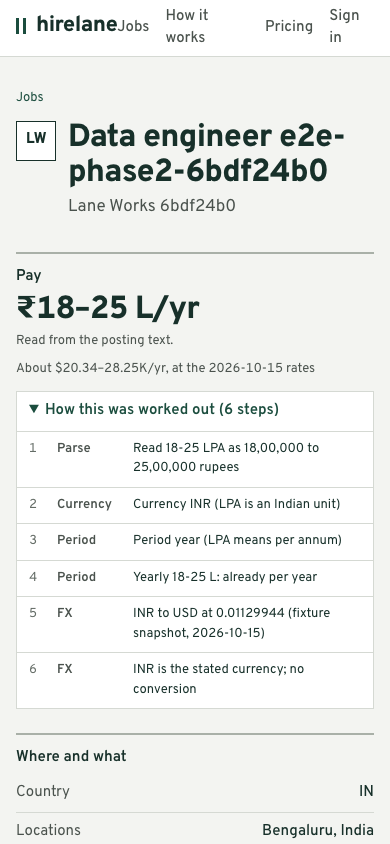 hirelane Jobs How it works Pricing Sign in
Jobs
LW
Data engineer e2e-
phase2-6bdf24b0
Lane Works 6bdf24b0
Pay
₹18–25 L/yr
Read from the posting text.
About $20.34–28.25K/yr, at the 2026-10-15 rates
▼ How this was worked out (6 steps)
1 Parse Read 18-25 LPA as 18,00,000 to
25,00,000 rupees
2 Currency Currency INR (LPA is an Indian unit)
3 Period Period year (LPA means per annum)
4 Period Yearly 18-25 L: already per year
5 FX INR to USD at 0.01129944 (fixture
snapshot, 2026-10-15)
6 FX INR is the stated currency; no
conversion
Where and what
Country IN
Locations Bengaluru, India